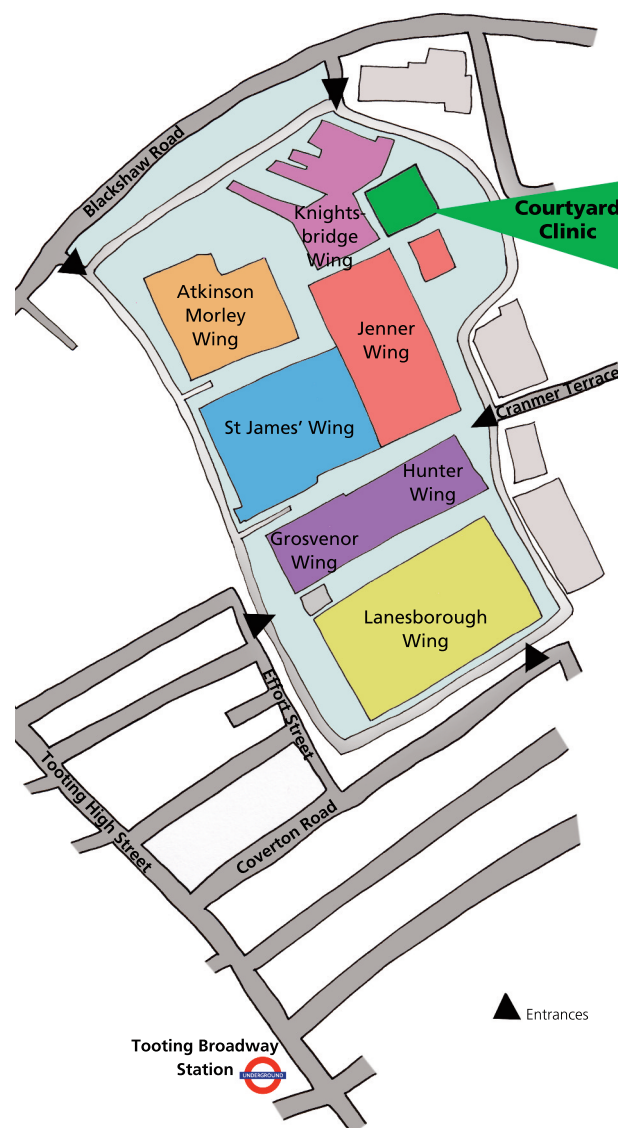 Blackshaw Road
Courtyard
Clinic
Knights-
bridge
Wing
Atkinson
Morley
Wing
Jenner
Wing
Cranmer Terrace
St James’ Wing
Hunter
Wing
Grosvenor
Wing
Lanesborough
Wing
Effort Street
Tooting High Street
Coverton Road
Entrances
Tooting Broadway
Station
UNDERGROUND